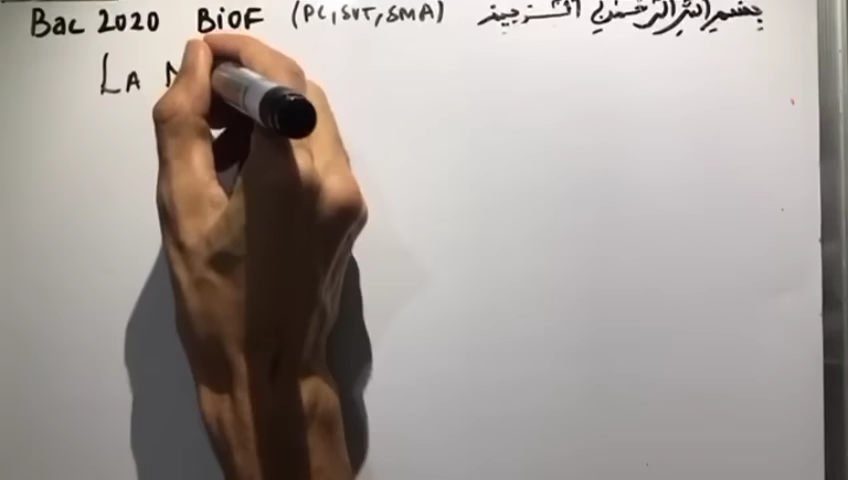 Bac 2020 BiOF (PC, SVT, SMA) بسم الله الرحمن الرحيم
LA